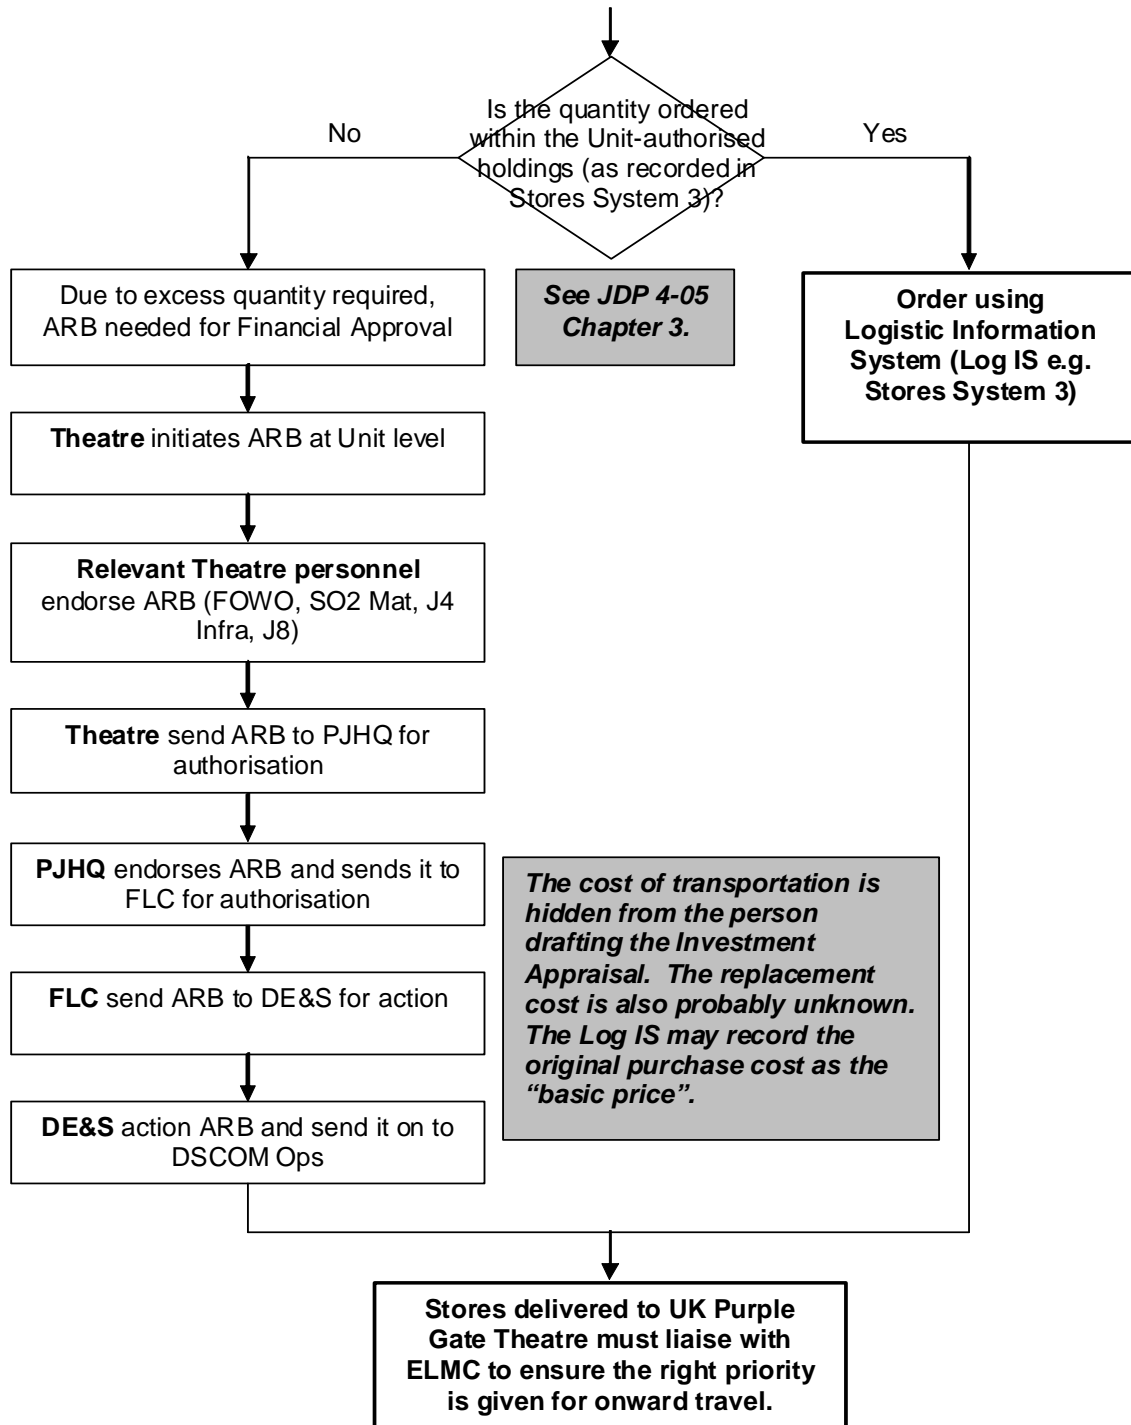 Is the quantity ordered
within the Unit-authorised
holdings (as recorded in
Stores System 3)?
No
Yes
Due to excess quantity required,
ARB needed for Financial Approval
See JDP 4-05
Chapter 3.
Order using
Logistic Information
System (Log IS e.g.
Stores System 3)
Theatre initiates ARB at Unit level
Relevant Theatre personnel
endorse ARB (FOWO, SO2 Mat, J4
Infra, J8)
Theatre send ARB to PJHQ for
authorisation
PJHQ endorses ARB and sends it to
FLC for authorisation
The cost of transportation is
hidden from the person
drafting the Investment
Appraisal.  The replacement
cost is also probably unknown.
The Log IS may record the
original purchase cost as the
“basic price”.
FLC send ARB to DE&S for action
DE&S action ARB and send it on to
DSCOM Ops
Stores delivered to UK Purple
Gate Theatre must liaise with
ELMC to ensure the right priority
is given for onward travel.